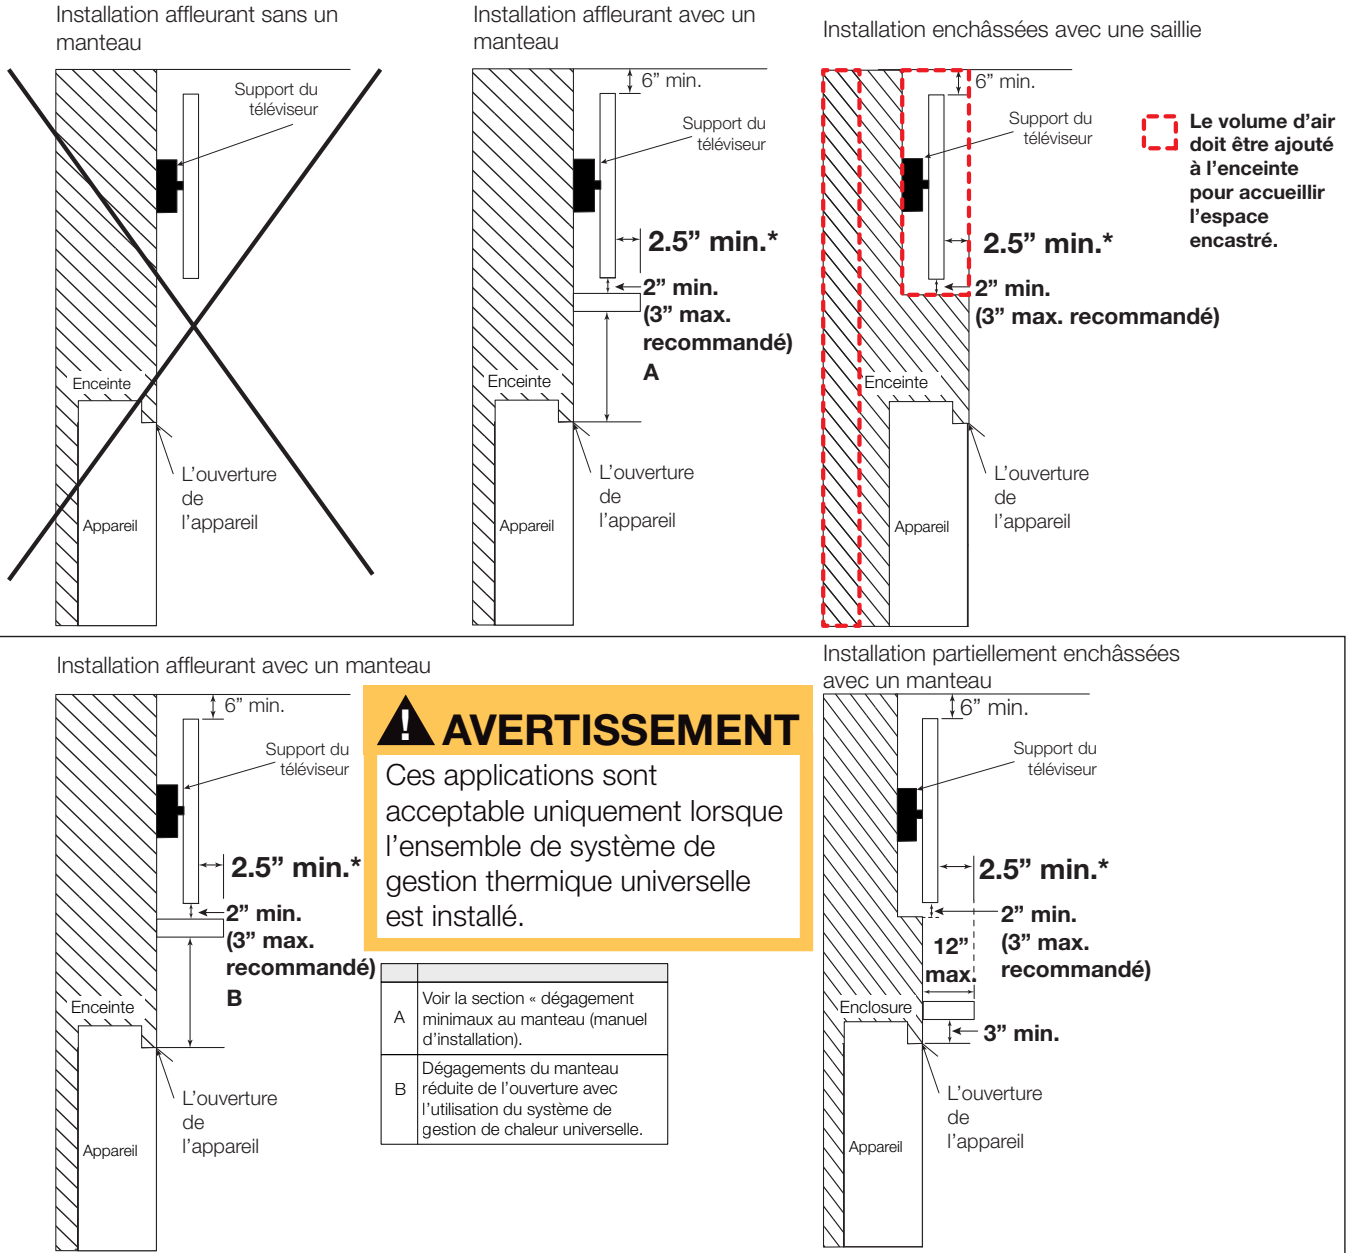 Installation affleurant sans un
manteau
Support du
téléviseur
Enceinte
L'ouverture
de
l'appareil
Appareil
Installation affleurant avec un
manteau
6” min.
Support du
téléviseur
2.5” min.*
2” min.
(3” max.
recommandé)
A
Enceinte
L'ouverture
de
l'appareil
Appareil
Installation enchâssées avec une saillie
6” min.
Support du
téléviseur
2.5” min.*
2” min.
(3” max. recommandé)
Enceinte
L'ouverture
de
l'appareil
Appareil
Le volume d'air
doit être ajouté
à l'enceinte
pour accueillir
l'espace
encastré.
Installation affleurant avec un manteau
6” min.
Support du
téléviseur
2.5” min.*
2” min.
(3” max.
recommandé)
B
Enceinte
L'ouverture
de
l'appareil
Appareil
! AVERTISSEMENT
Ces applications sont
acceptable uniquement lorsque
l'ensemble de système de
gestion thermique universelle
est installé.
A
Voir la section « dégagement
minimaux au manteau (manuel
d'installation).
B
Dégagements du manteau
réduite de l'ouverture avec
l'utilisation du système de
gestion de chaleur universelle.
Installation partiellement enchâssées
avec un manteau
6” min.
Support du
téléviseur
2.5” min.*
2” min.
(3” max.
recommandé)
12”
max.
Enclosure
3” min.
L'ouverture
de
l'appareil
Appareil